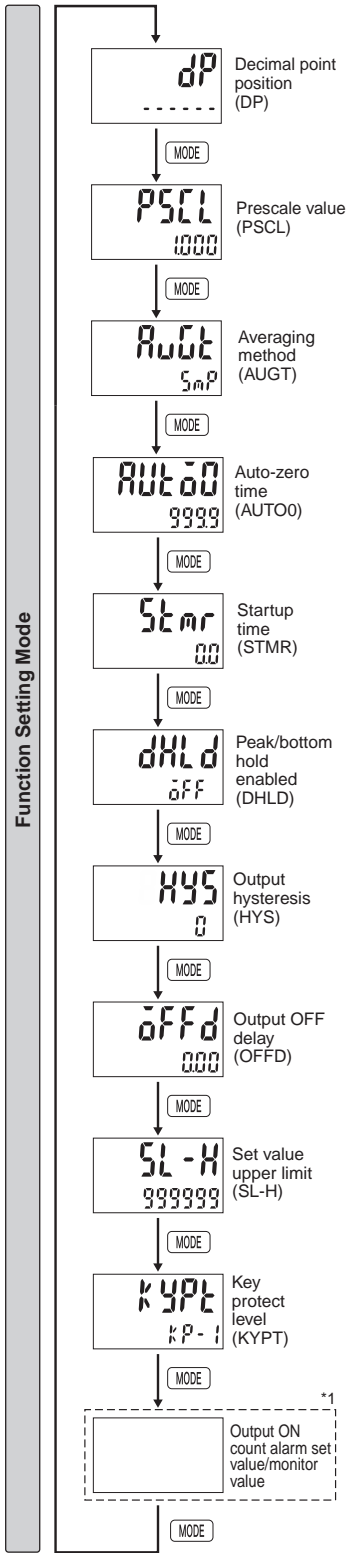 Function Setting Mode
dP
------
Decimal point
position
(DP)
MODE
PSCL
1.000
Prescale value
(PSCL)
MODE
AvGt
SmP
Averaging
method
(AUGT)
MODE
AUto0
999.9
Auto-zero
time
(AUTO0)
MODE
Stmr
0.0
Startup
time
(STMR)
MODE
dHLd
oFF
Peak/bottom
hold
enabled
(DHLD)
MODE
HYS
0
Output
hysteresis
(HYS)
MODE
oFFd
0.00
Output OFF
delay
(OFFD)
MODE
SL-H
999999
Set value
upper limit
(SL-H)
MODE
KYPt
KP-1
Key
protect
level
(KYPT)
MODE
*1
Output ON
count alarm set
value/monitor
value
MODE